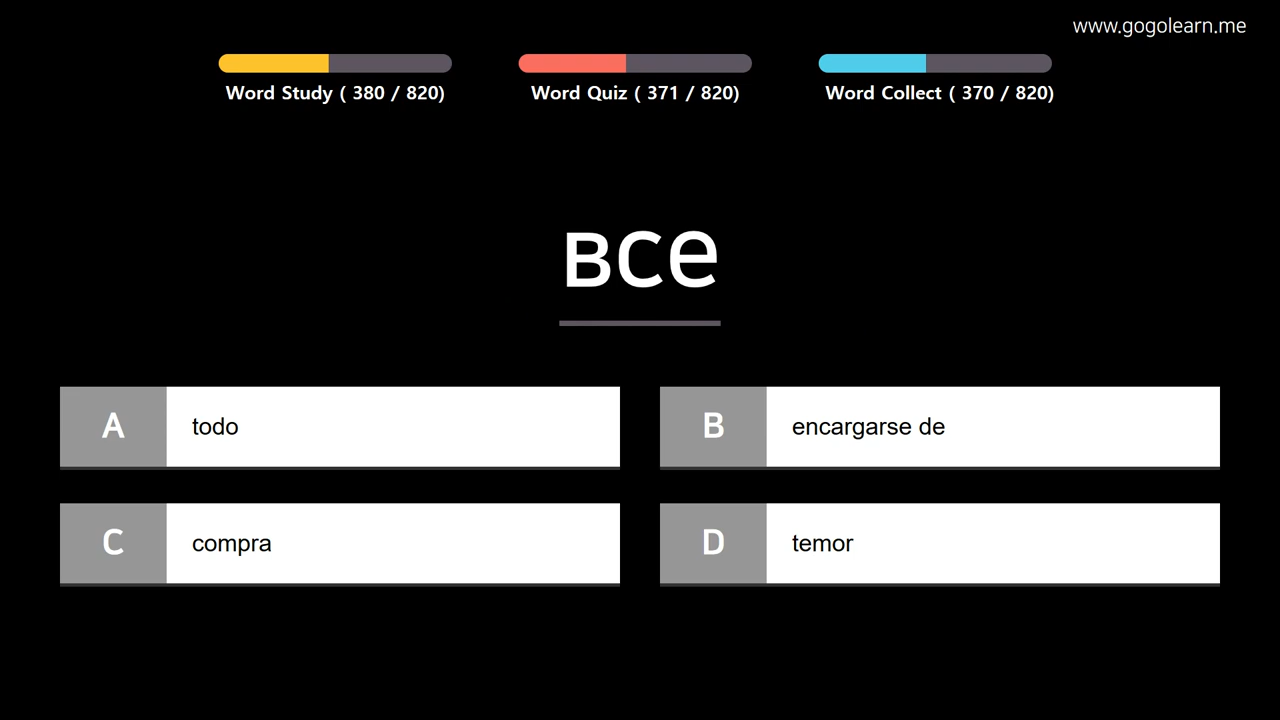 www.gogolearn.me
Word Study ( 380 / 820)
Word Quiz ( 371 / 820)
Word Collect ( 370 / 820)
все
A todo
B encargarse de
C compra
D temor